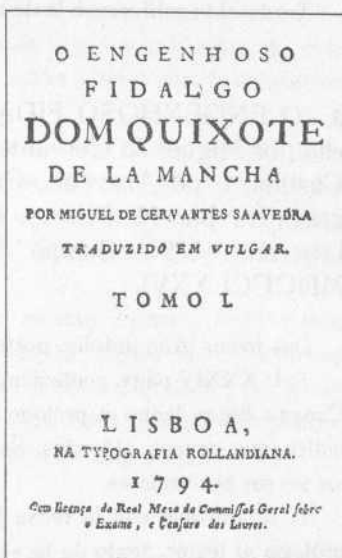 O ENGENHOSO
FIDALGO
DOM QUIXOTE
DE LA MANCHA
POR MIGUEL DE CERVANTES SAAVEDRA
TRADUZIDO EM VULGAR.
TOMO I.
LISBOA,
NA TYPOGRAFIA ROLLANDIANA.
1794.
Com licença da Real Meza da Commiſſaõ Geral ſobre
o Exame, e Cenſura dos Livros.